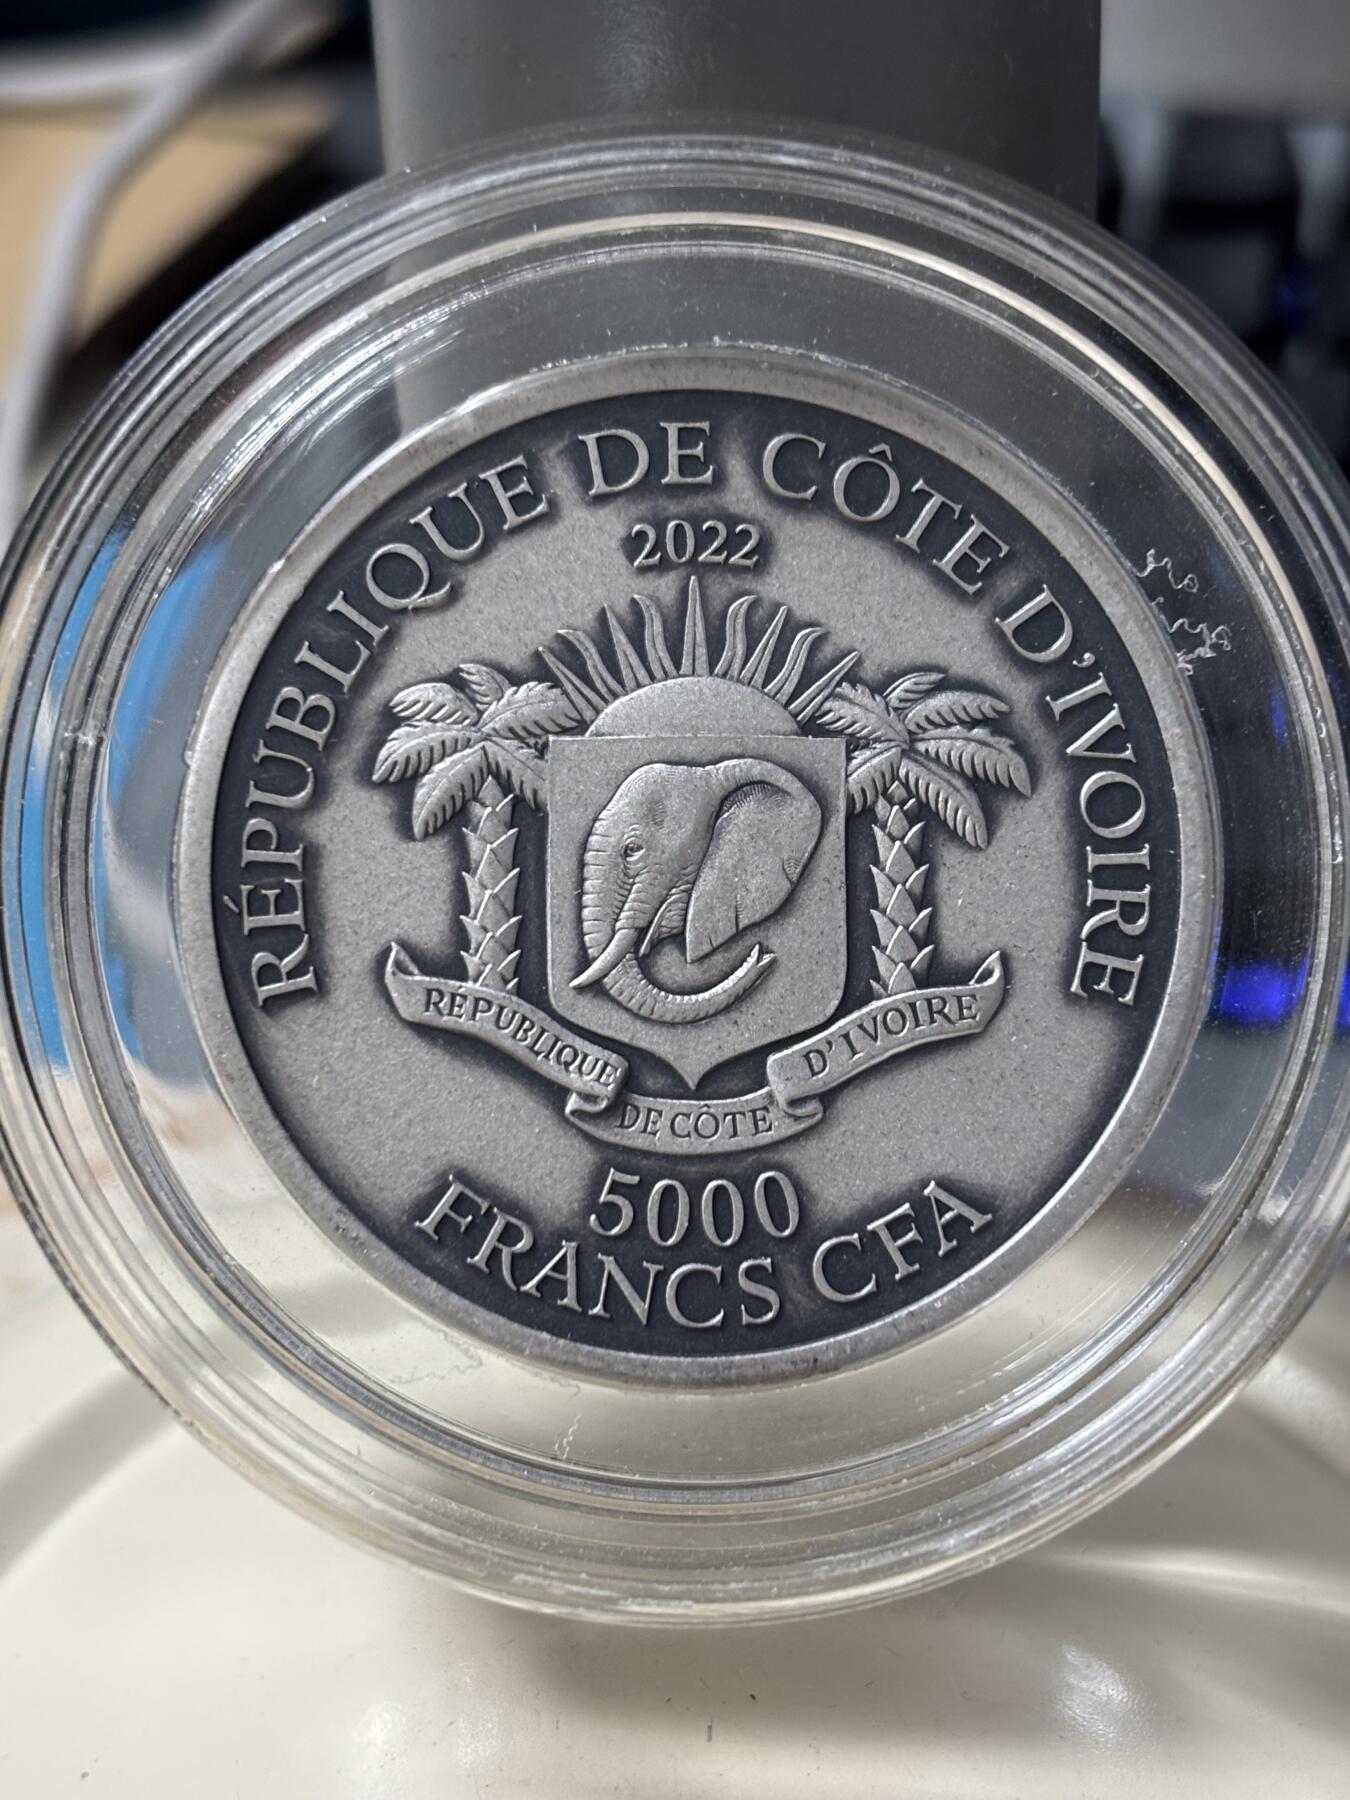 RÉPUBLIQUE DE CÔTE D'IVOIRE
2022
RÉPUBLIQUE
DE CÔTE
D'IVOIRE
5000
FRANCS CFA